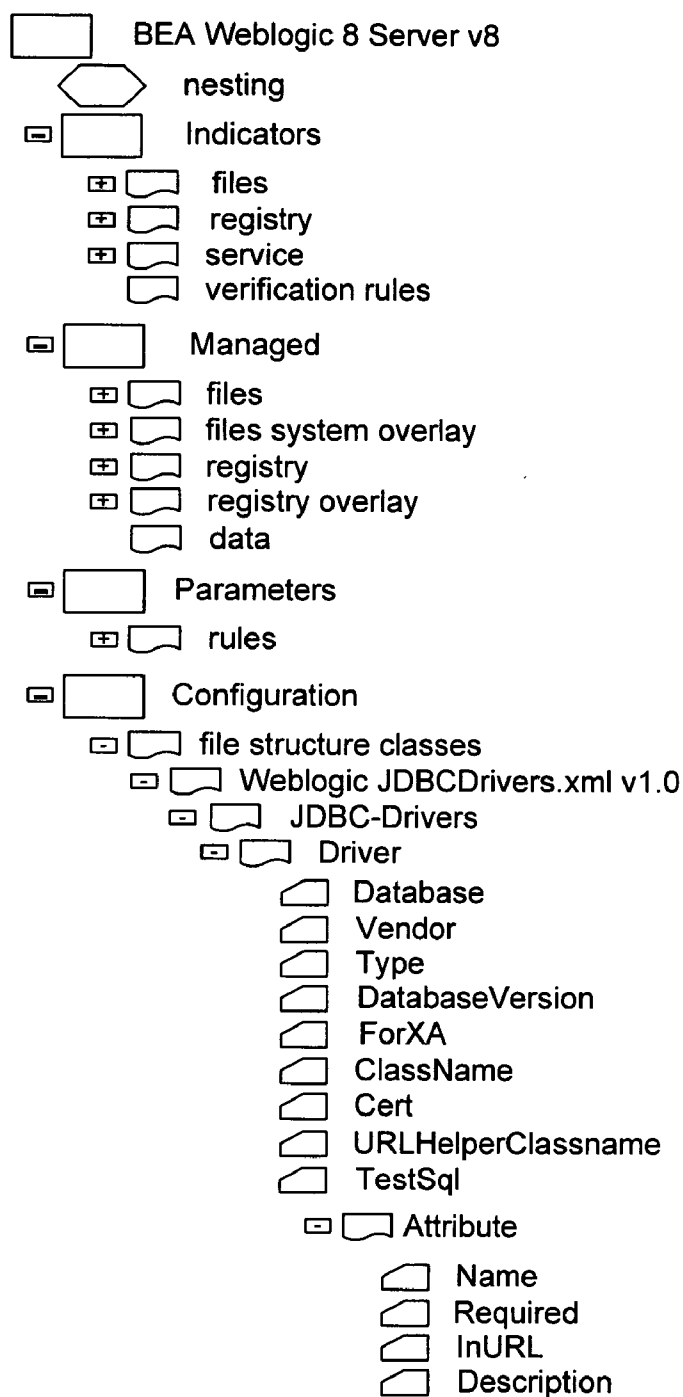 BEA Weblogic 8 Server v8
nesting
Indicators
files
registry
service
verification rules
Managed
files
files system overlay
registry
registry overlay
data
Parameters
rules
Configuration
file structure classes
Weblogic JDBCDrivers.xml v1.0
JDBC-Drivers
Driver
Database
Vendor
Type
DatabaseVersion
ForXA
ClassName
Cert
URLHelperClassname
TestSql
Attribute
Name
Required
InURL
Description